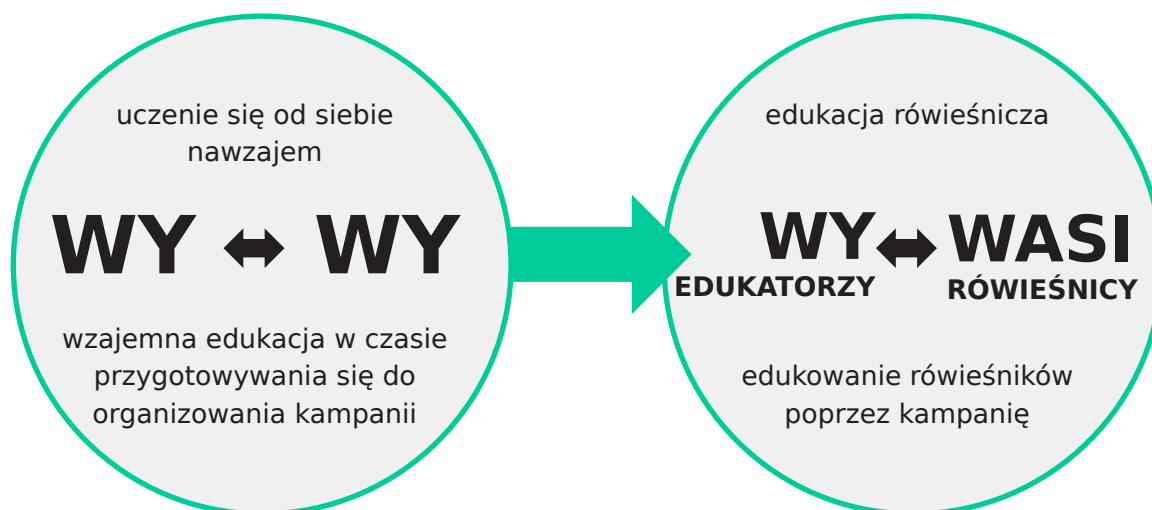 uczenie się od siebie
nawzajem
WY WY
wzajemna edukacja w czasie
przygotowywania się do
organizowania kampanii
edukacja rówieśnicza
WY WASI
EDUKATORZY RÓWIEŚNICY
edukowanie rówieśników
poprzez kampanię